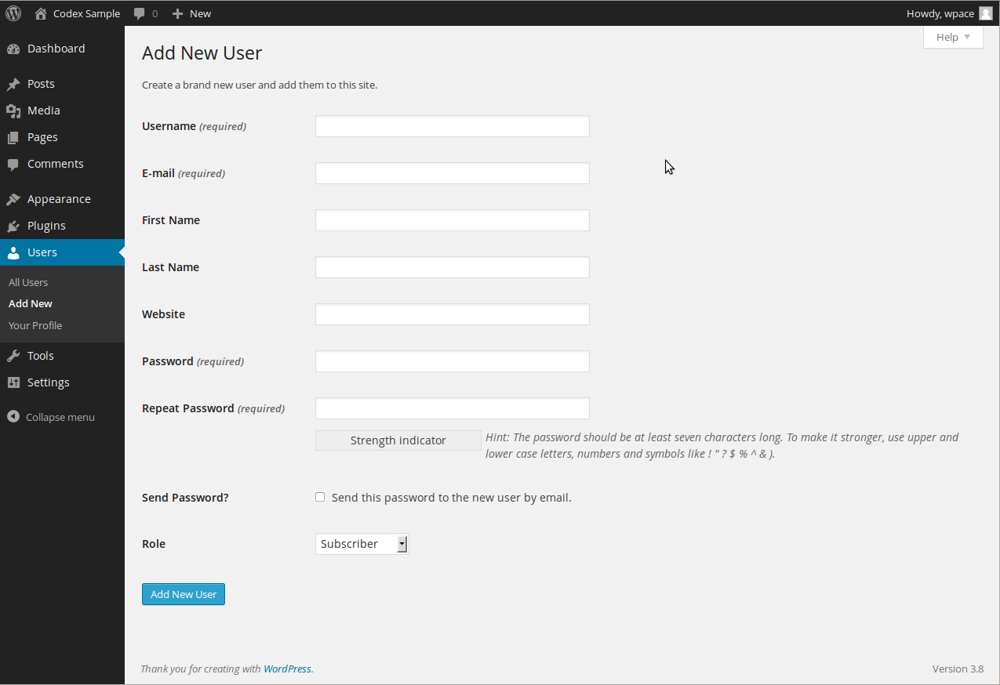 Codex Sample 0 New Howdy, wpace
Help
Dashboard
Posts
Media
Pages
Comments
Appearance
Plugins
Users
All Users
Add New
Your Profile
Tools
Settings
Collapse menu
Add New User
Create a brand new user and add them to this site.
Username (required)
E-mail (required)
First Name
Last Name
Website
Password (required)
Repeat Password (required)
Strength indicator
Hint: The password should be at least seven characters long. To make it stronger, use upper and
lower case letters, numbers and symbols like ! " ? $ % ^ & ).
Send Password? Send this password to the new user by email.
Role Subscriber
Add New User
Thank you for creating with WordPress. Version 3.8